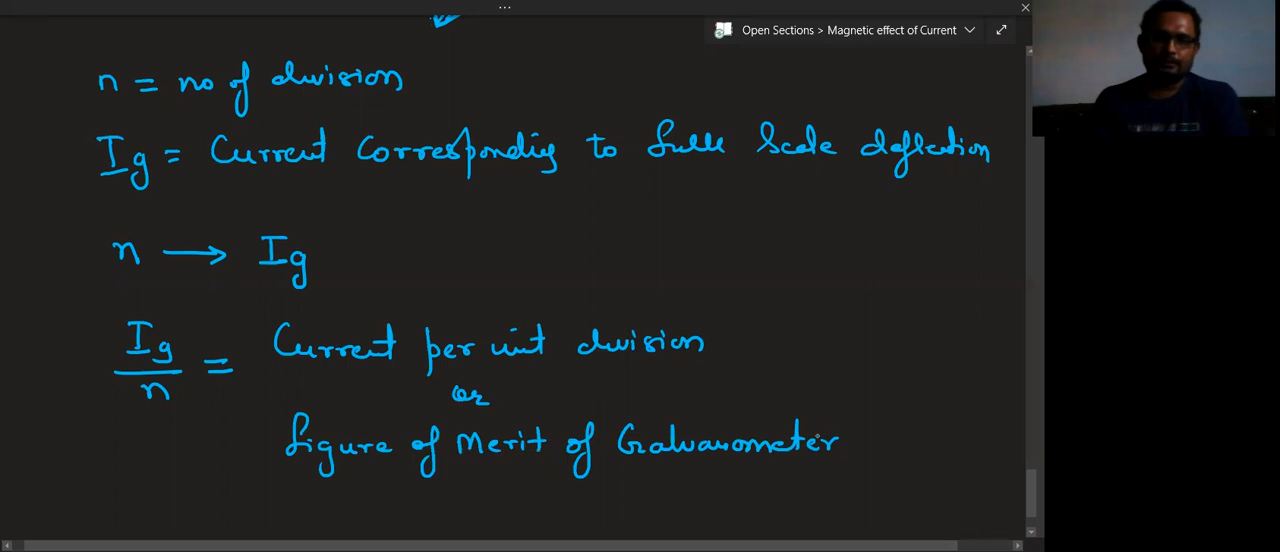 Open Sections > Magnetic effect of Current
n = no of division
Ig = Current Corresponding to full Scale deflection
n → Ig
Ig/n = Current per unit division
or
figure of Merit of Galvanometer